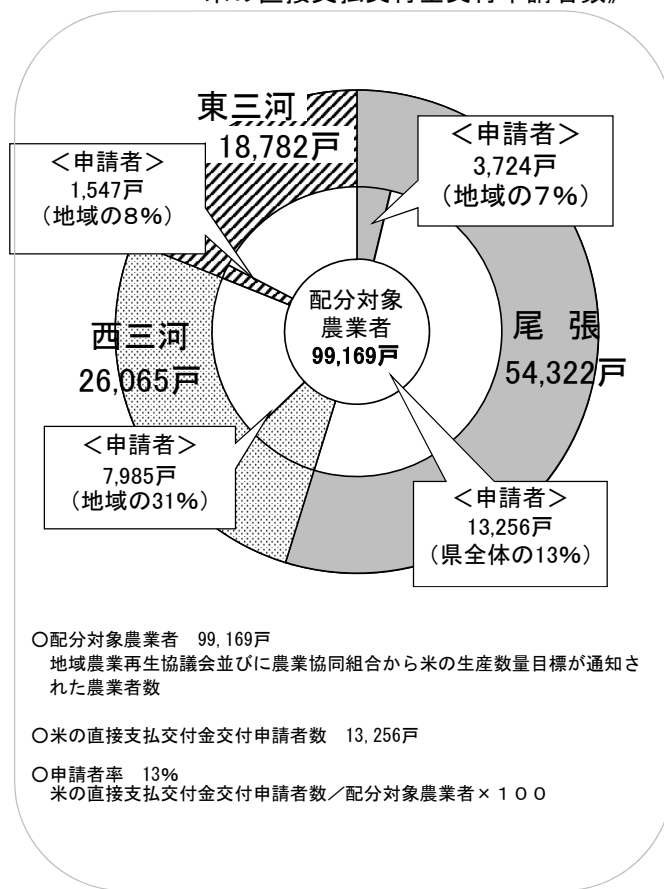 米の直接支払交付金交付申請者数》
東三河
18,782戸
＜申請者＞
1,547戸
（地域の8%）
＜申請者＞
3,724戸
（地域の7%）
配分対象
農業者
99,169戸
尾 張
54,322戸
西三河
26,065戸
＜申請者＞
7,985戸
（地域の31%）
＜申請者＞
13,256戸
（県全体の13%）
○配分対象農業者　99,169戸
地域農業再生協議会並びに農業協同組合から米の生産数量目標が通知さ
れた農業者数
○米の直接支払交付金交付申請者数　13,256戸
○申請者率　13%
米の直接支払交付金交付申請者数／配分対象農業者×１００